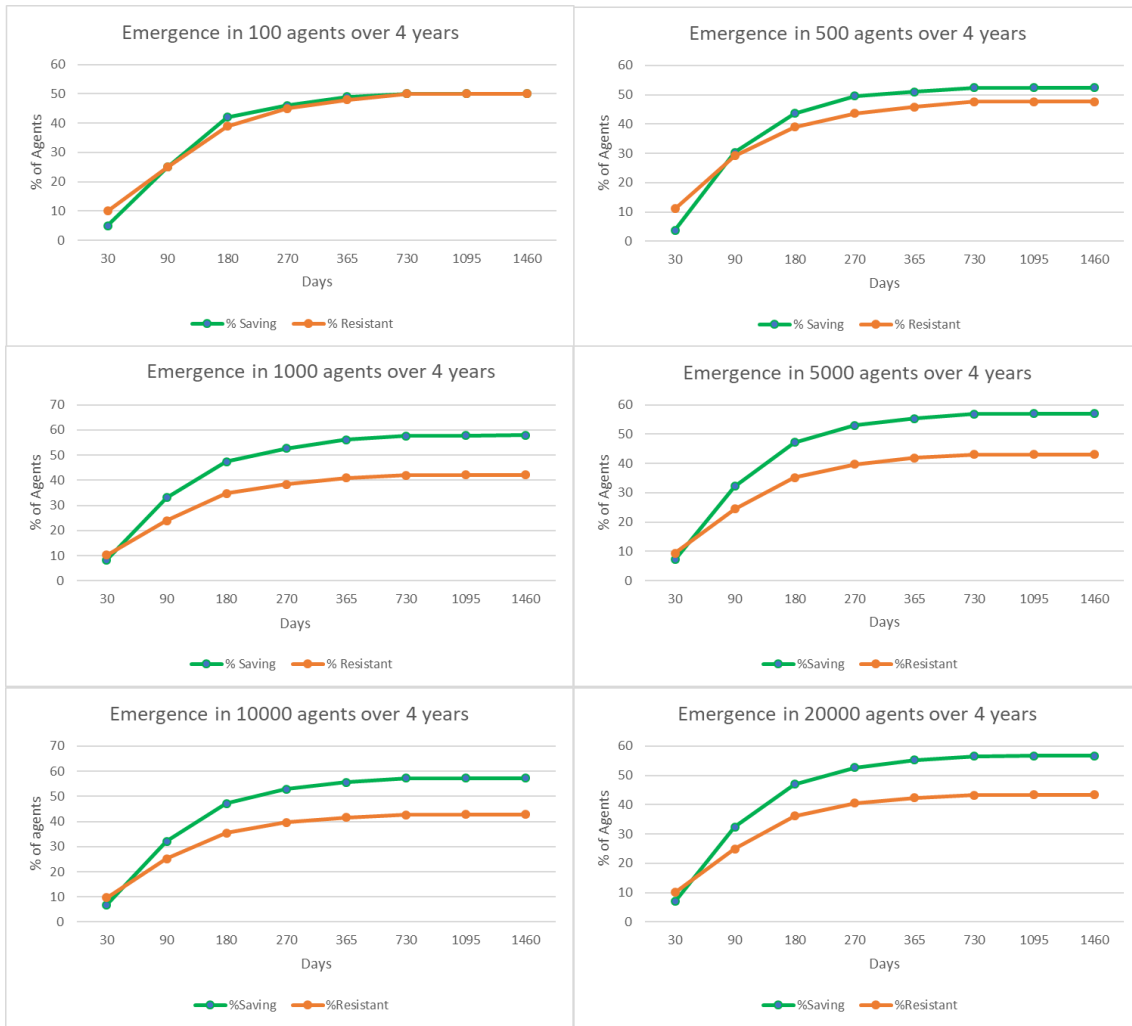 Emergence in 100 agents over 4 years
% of Agents
60
50
40
30
20
10
0
30 90 180 270 365 730 1095 1460
Days
% Saving % Resistant
Emergence in 500 agents over 4 years
% of Agents
60
50
40
30
20
10
0
30 90 180 270 365 730 1095 1460
Days
% Saving % Resistant
Emergence in 1000 agents over 4 years
% of Agents
70
60
50
40
30
20
10
0
30 90 180 270 365 730 1095 1460
Days
% Saving % Resistant
Emergence in 5000 agents over 4 years
% of Agents
60
50
40
30
20
10
0
30 90 180 270 365 730 1095 1460
Days
%Saving %Resistant
Emergence in 10000 agents over 4 years
% of agents
70
60
50
40
30
20
10
0
30 90 180 270 365 730 1095 1460
Days
%Saving %Resistant
Emergence in 20000 agents over 4 years
% of Agents
60
50
40
30
20
10
0
30 90 180 270 365 730 1095 1460
Days
%Saving %Resistant